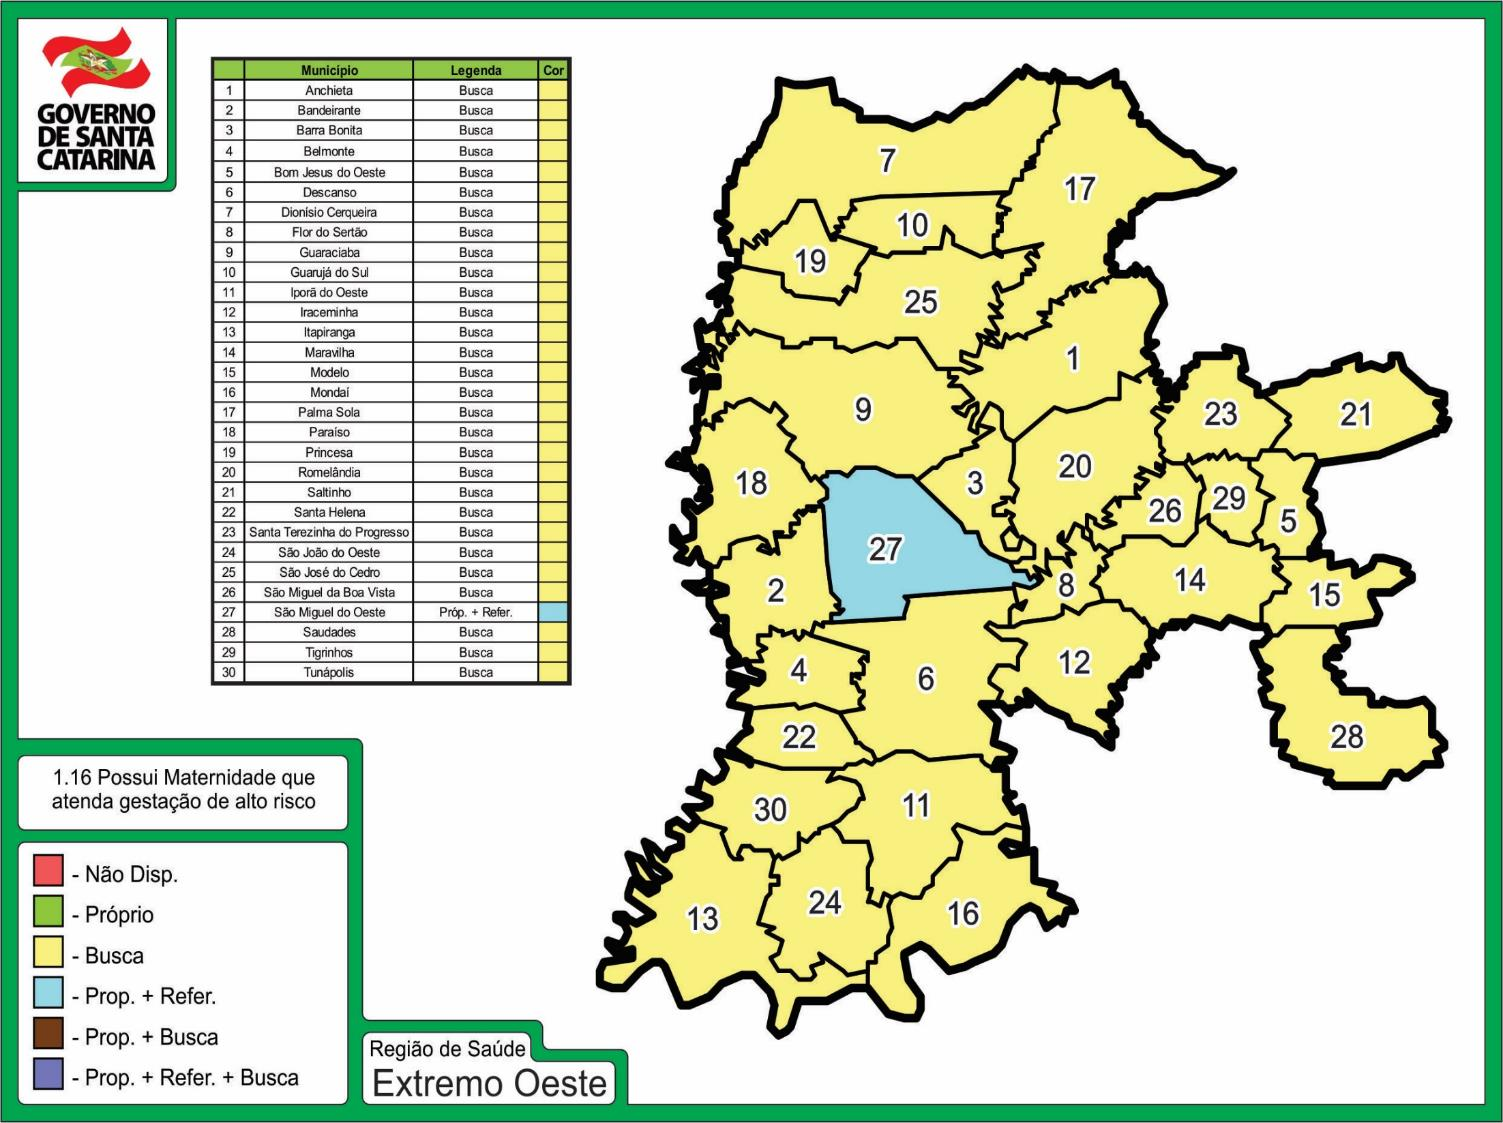 GOVERNO
DE SANTA
CATARINA
Município Legenda Cor
1 Anchieta Busca
2 Bandeirante Busca
3 Barra Bonita Busca
4 Belmonte Busca
5 Bom Jesus do Oeste Busca
6 Descanso Busca
7 Dionísio Cerqueira Busca
8 Flor do Sertão Busca
9 Guaraciaba Busca
10 Guarujá do Sul Busca
11 Iporã do Oeste Busca
12 Iraceminha Busca
13 Itapiranga Busca
14 Maravilha Busca
15 Modelo Busca
16 Mondaí Busca
17 Palma Sola Busca
18 Paraíso Busca
19 Princesa Busca
20 Romelândia Busca
21 Saltinho Busca
22 Santa Helena Busca
23 Santa Terezinha do Progresso Busca
24 São João do Oeste Busca
25 São José do Cedro Busca
26 São Miguel da Boa Vista Busca
27 São Miguel do Oeste Próp. + Refer.
28 Saudades Busca
29 Tigrinhos Busca
30 Tunápolis Busca
7
17
10
19
25
1
9
23
21
18
3
20
26
29
5
27
2
8
14
15
4
6
12
22
28
30
11
13
24
16
1.16 Possui Maternidade que
atenda gestação de alto risco
- Não Disp.
- Próprio
- Busca
- Prop. + Refer.
- Prop. + Busca
- Prop. + Refer. + Busca
Região de Saúde
Extremo Oeste